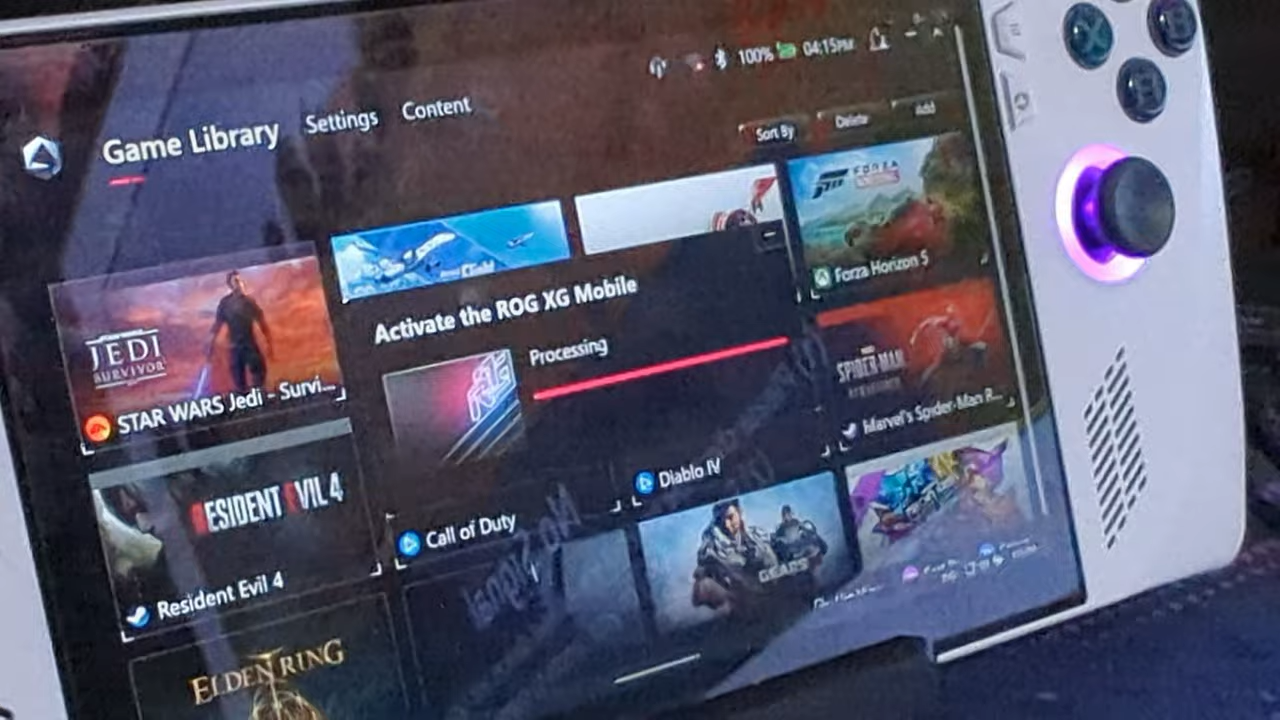 100% 04:15PM
Game Library Settings Content
Sort By Delete Add
FORZA
Forza Horizon 5
Activate the ROG XG Mobile
Processing
JEDI
SURVIVOR
STAR WARS Jedi - Survi...
SPIDER-MAN
Marvel's Spider-Man R...
RESIDENT EVIL 4
Diablo IV
Call of Duty
Resident Evil 4
GEARS
ELDEN RING
X
B